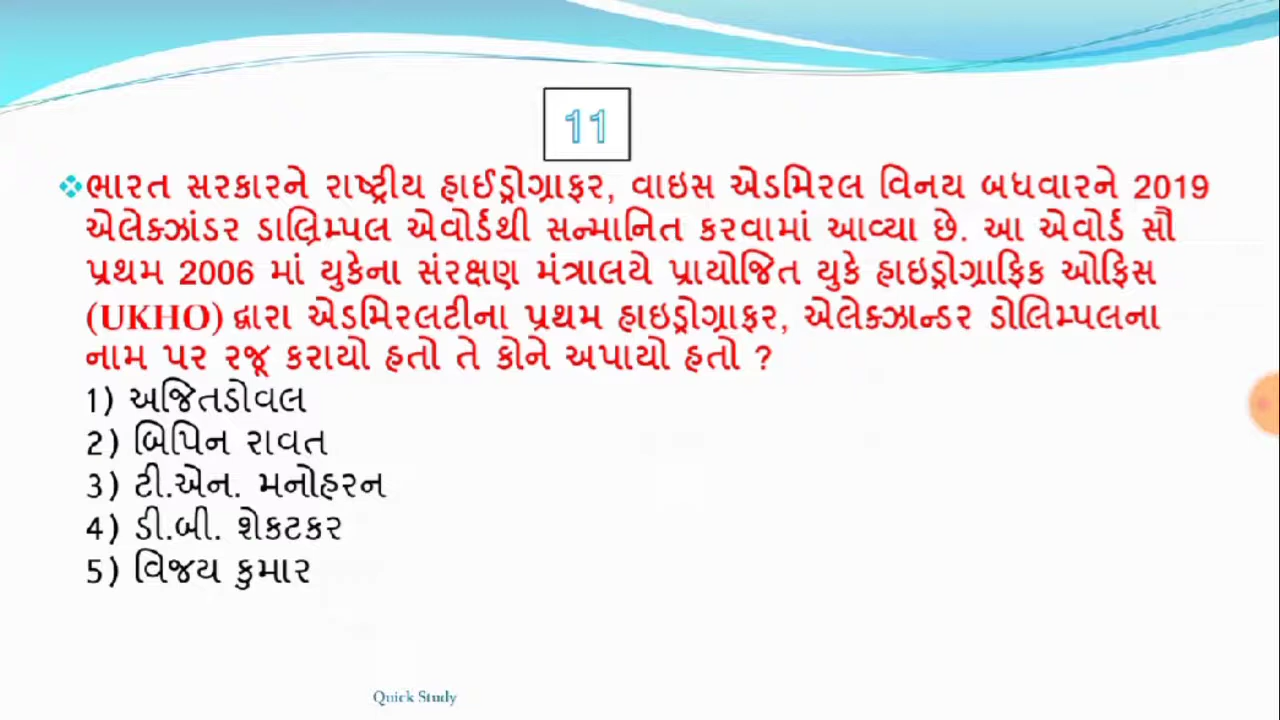 11
❖ભારત સરકારને રાષ્ટ્રીય હાઈડ્રોગ્રાફર, વાઇસ એડમિરલ વિનય બધવારને 2019
એલેક્ઝાંડર ડાલ્રિમ્પલ એવોર્ડથી સન્માનિત કરવામાં આવ્યા છે. આ એવોર્ડ સૌ
પ્રથમ 2006 માં યુકેના સંરક્ષણ મંત્રાલયે પ્રાયોજિત યુકે હાઇડ્રોગ્રાફિક ઓફિસ
(UKHO) દ્વારા એડમિરલટીના પ્રથમ હાઇડ્રોગ્રાફર, એલેક્ઝાન્ડર ડોલિમ્પલના
નામ પર રજૂ કરાયો હતો તે કોને અપાયો હતો ?
1) અજિતડોવલ
2) બિપિન રાવત
3) ટી.એન. મનોહરન
4) ડી.બી. શેકટકર
5) વિજય કુમાર
Quick Study